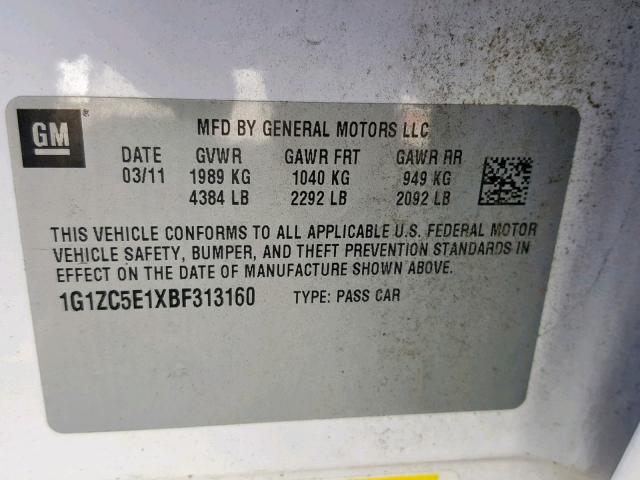 GM®
MFD BY GENERAL MOTORS LLC
DATE GVWR GAWR FRT GAWR RR
03/11 1989 KG 1040 KG 949 KG
4384 LB 2292 LB 2092 LB
THIS VEHICLE CONFORMS TO ALL APPLICABLE U.S. FEDERAL MOTOR
VEHICLE SAFETY, BUMPER, AND THEFT PREVENTION STANDARDS IN
EFFECT ON THE DATE OF MANUFACTURE SHOWN ABOVE.
1G1ZC5E1XBF313160 TYPE: PASS CAR